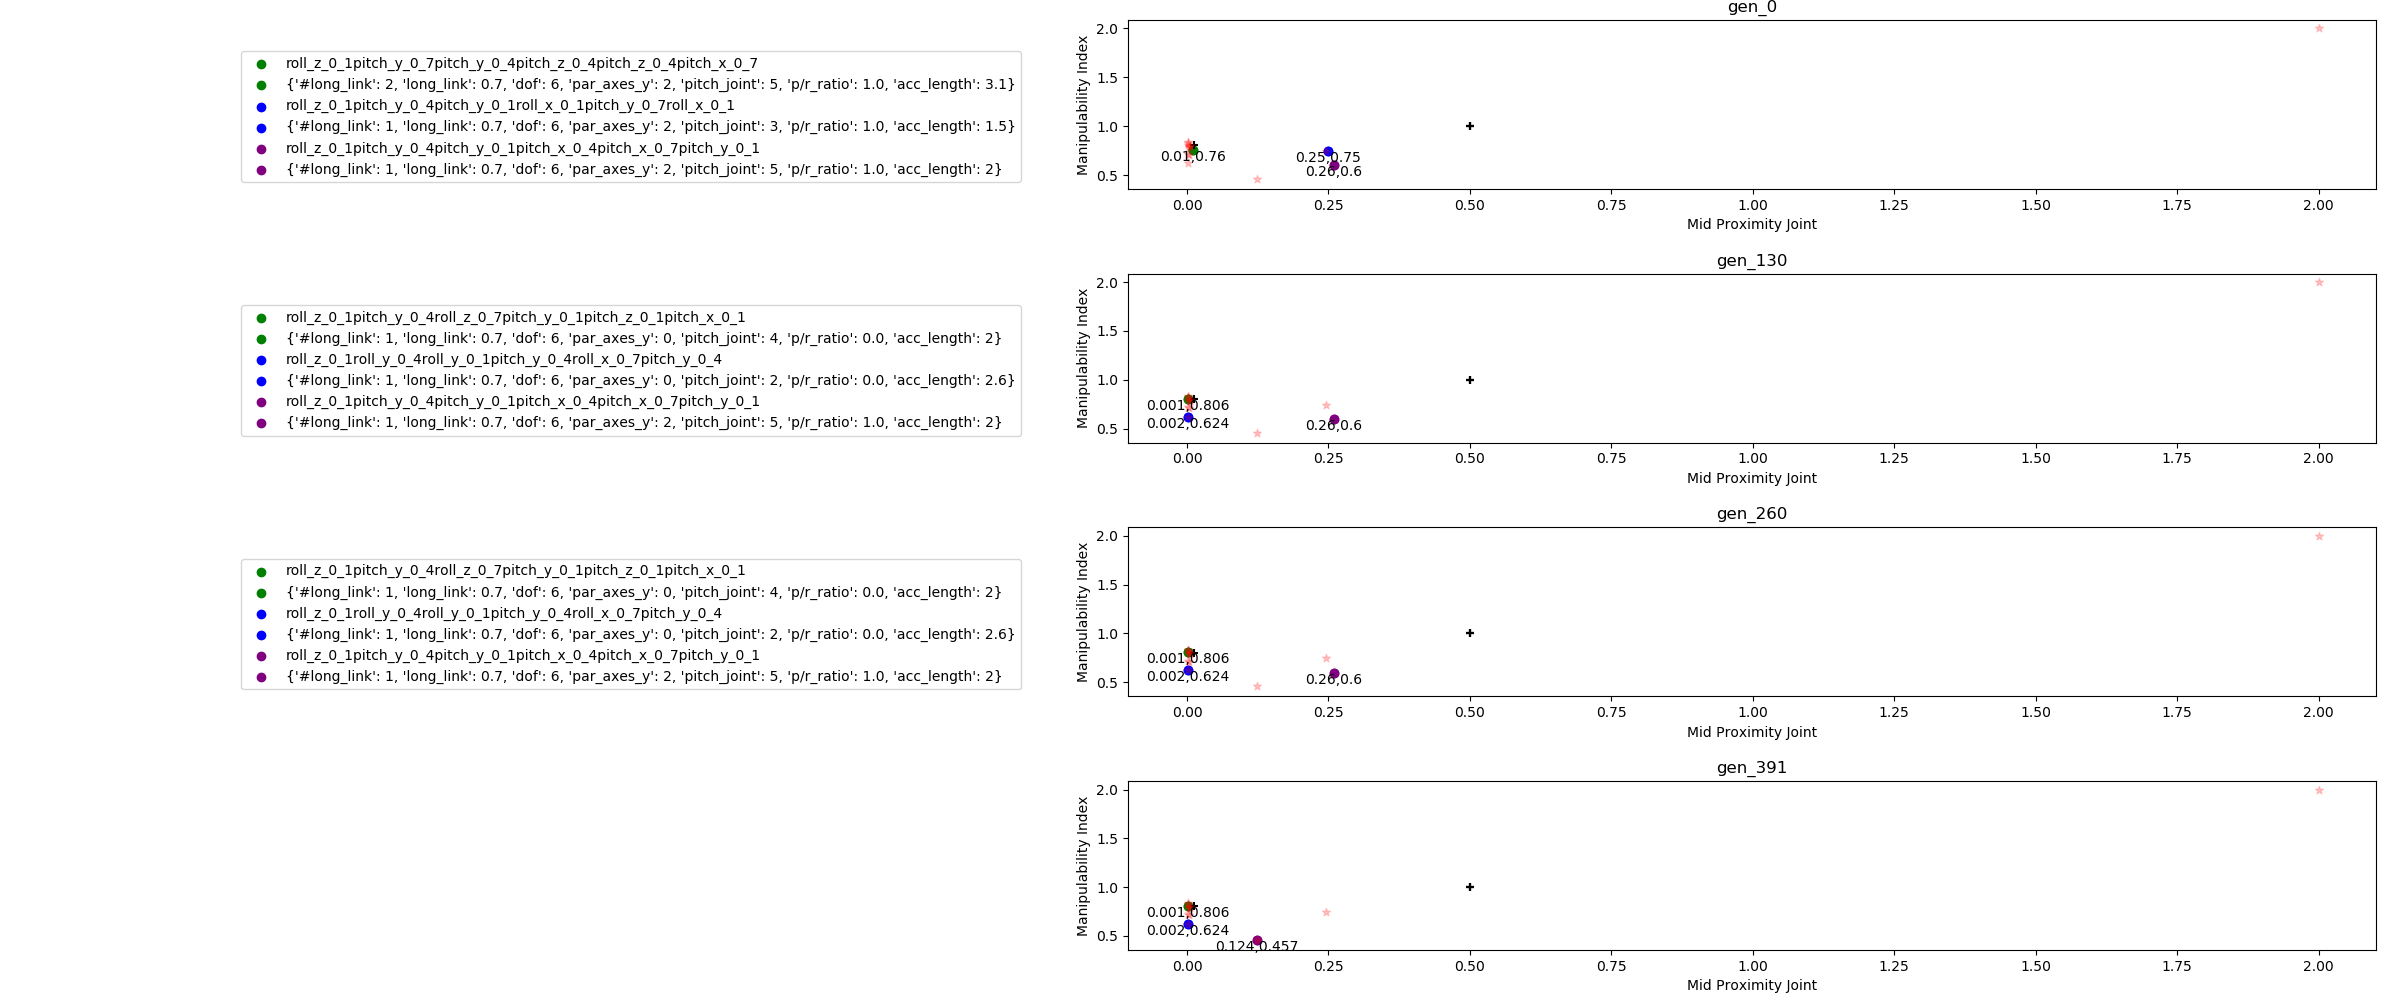 gen_0
roll_z_0_1pitch_y_0_7pitch_y_0_4pitch_z_0_4pitch_z_0_4pitch_x_0_7
{'#long_link': 2, 'long_link': 0.7, 'dof': 6, 'par_axes_y': 2, 'pitch_joint': 5, 'p/r_ratio': 1.0, 'acc_length': 3.1}
roll_z_0_1pitch_y_0_4pitch_y_0_1roll_x_0_1pitch_y_0_7roll_x_0_1
{'#long_link': 1, 'long_link': 0.7, 'dof': 6, 'par_axes_y': 2, 'pitch_joint': 3, 'p/r_ratio': 1.0, 'acc_length': 1.5}
roll_z_0_1pitch_y_0_4pitch_y_0_1pitch_x_0_4pitch_x_0_7pitch_y_0_1
{'#long_link': 1, 'long_link': 0.7, 'dof': 6, 'par_axes_y': 2, 'pitch_joint': 5, 'p/r_ratio': 1.0, 'acc_length': 2}
Manipulability Index
2.0
1.5
1.0
0.5
0.01,0.76
0.25,0.75
0.26,0.6
0.00 0.25 0.50 0.75 1.00 1.25 1.50 1.75 2.00
Mid Proximity Joint
gen_130
roll_z_0_1pitch_y_0_4roll_z_0_7pitch_y_0_1pitch_z_0_1pitch_x_0_1
{'#long_link': 1, 'long_link': 0.7, 'dof': 6, 'par_axes_y': 0, 'pitch_joint': 4, 'p/r_ratio': 0.0, 'acc_length': 2}
roll_z_0_1roll_y_0_4roll_y_0_1pitch_y_0_4roll_x_0_7pitch_y_0_4
{'#long_link': 1, 'long_link': 0.7, 'dof': 6, 'par_axes_y': 0, 'pitch_joint': 2, 'p/r_ratio': 0.0, 'acc_length': 2.6}
roll_z_0_1pitch_y_0_4pitch_y_0_1pitch_x_0_4pitch_x_0_7pitch_y_0_1
{'#long_link': 1, 'long_link': 0.7, 'dof': 6, 'par_axes_y': 2, 'pitch_joint': 5, 'p/r_ratio': 1.0, 'acc_length': 2}
Manipulability Index
2.0
1.5
1.0
0.5
0.001,0.806
0.002,0.624
0.26,0.6
0.00 0.25 0.50 0.75 1.00 1.25 1.50 1.75 2.00
Mid Proximity Joint
gen_260
roll_z_0_1pitch_y_0_4roll_z_0_7pitch_y_0_1pitch_z_0_1pitch_x_0_1
{'#long_link': 1, 'long_link': 0.7, 'dof': 6, 'par_axes_y': 0, 'pitch_joint': 4, 'p/r_ratio': 0.0, 'acc_length': 2}
roll_z_0_1roll_y_0_4roll_y_0_1pitch_y_0_4roll_x_0_7pitch_y_0_4
{'#long_link': 1, 'long_link': 0.7, 'dof': 6, 'par_axes_y': 0, 'pitch_joint': 2, 'p/r_ratio': 0.0, 'acc_length': 2.6}
roll_z_0_1pitch_y_0_4pitch_y_0_1pitch_x_0_4pitch_x_0_7pitch_y_0_1
{'#long_link': 1, 'long_link': 0.7, 'dof': 6, 'par_axes_y': 2, 'pitch_joint': 5, 'p/r_ratio': 1.0, 'acc_length': 2}
Manipulability Index
2.0
1.5
1.0
0.5
0.001,0.806
0.002,0.624
0.26,0.6
0.00 0.25 0.50 0.75 1.00 1.25 1.50 1.75 2.00
Mid Proximity Joint
gen_391
Manipulability Index
2.0
1.5
1.0
0.5
0.001,0.806
0.002,0.624
0.124,0.457
0.00 0.25 0.50 0.75 1.00 1.25 1.50 1.75 2.00
Mid Proximity Joint